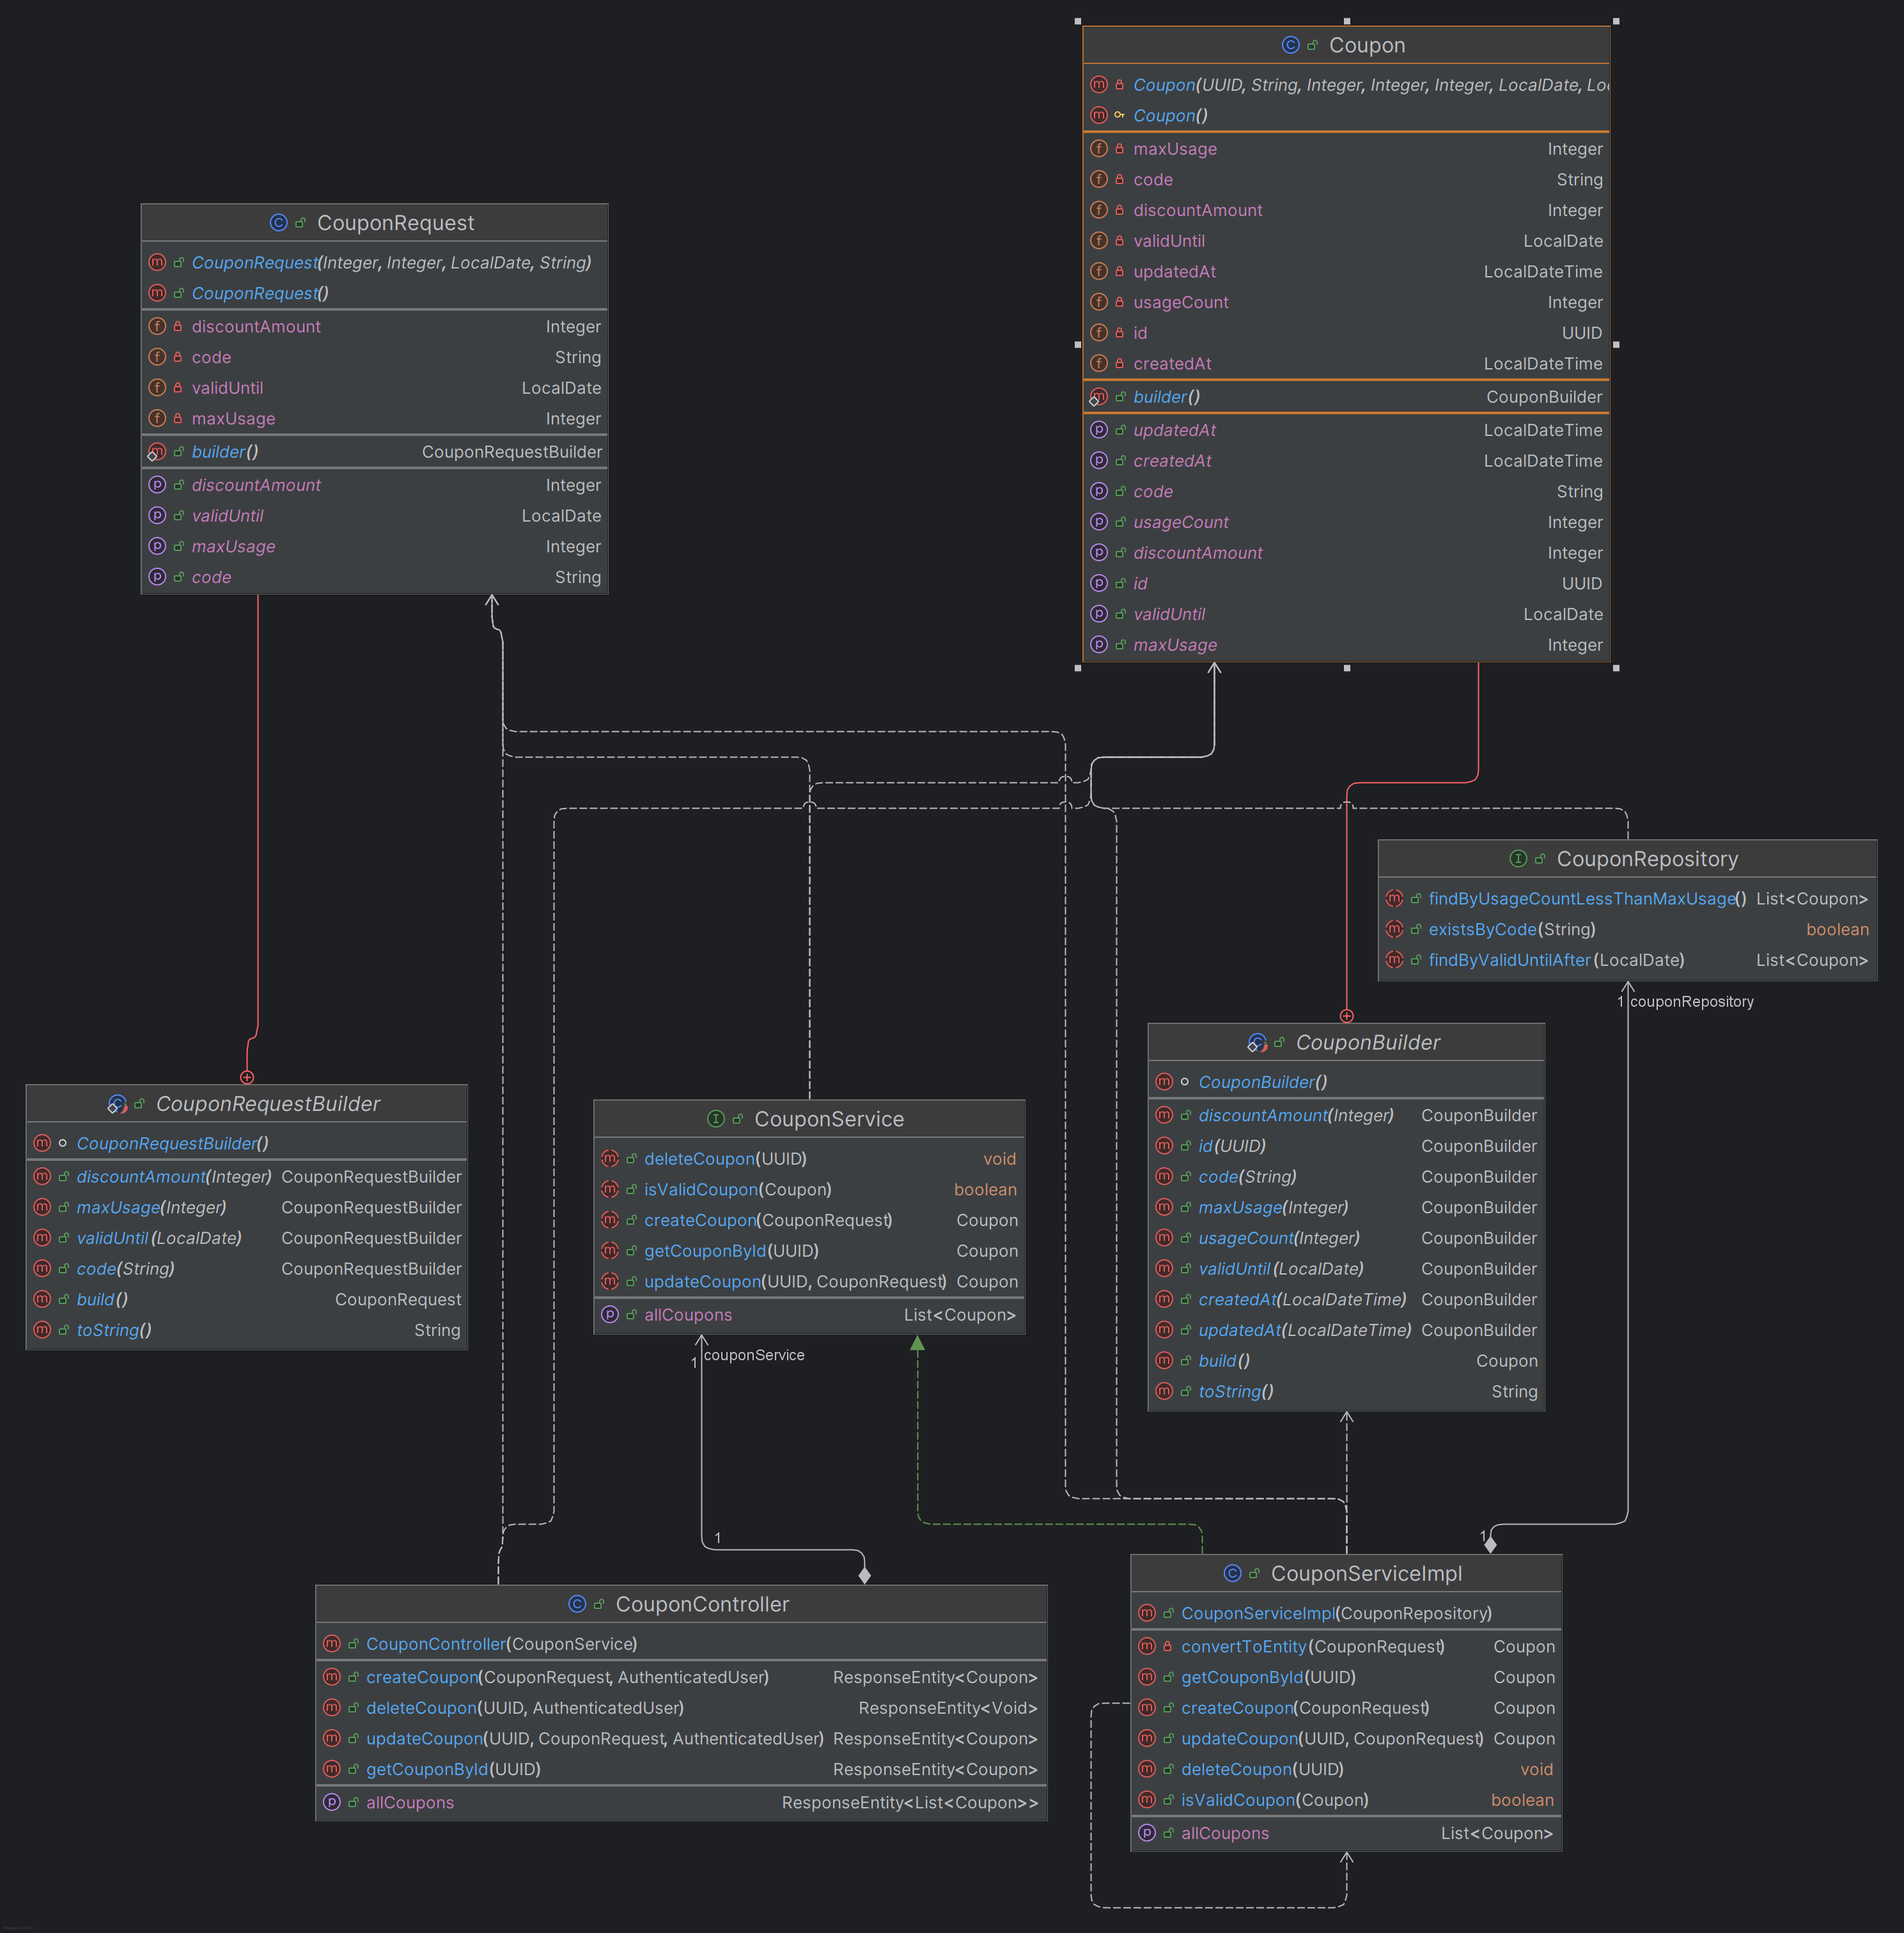 Coupon
Coupon(UUID, String, Integer, Integer, Integer, LocalDate, Lo
Coupon()
maxUsage Integer
code String
discountAmount Integer
validUntil LocalDate
updatedAt LocalDateTime
usageCount Integer
id UUID
createdAt LocalDateTime
builder() CouponBuilder
updatedAt LocalDateTime
createdAt LocalDateTime
code String
usageCount Integer
discountAmount Integer
id UUID
validUntil LocalDate
maxUsage Integer
CouponRequest
CouponRequest(Integer, Integer, LocalDate, String)
CouponRequest()
discountAmount Integer
code String
validUntil LocalDate
maxUsage Integer
builder() CouponRequestBuilder
discountAmount Integer
validUntil LocalDate
maxUsage Integer
code String
CouponRepository
findByUsageCountLessThanMaxUsage() List<Coupon>
existsByCode(String) boolean
findByValidUntilAfter(LocalDate) List<Coupon>
1 couponRepository
CouponBuilder
CouponBuilder()
discountAmount(Integer) CouponBuilder
id(UUID) CouponBuilder
code(String) CouponBuilder
maxUsage(Integer) CouponBuilder
usageCount(Integer) CouponBuilder
validUntil(LocalDate) CouponBuilder
createdAt(LocalDateTime) CouponBuilder
updatedAt(LocalDateTime) CouponBuilder
build() Coupon
toString() String
CouponRequestBuilder
CouponRequestBuilder()
discountAmount(Integer) CouponRequestBuilder
maxUsage(Integer) CouponRequestBuilder
validUntil(LocalDate) CouponRequestBuilder
code(String) CouponRequestBuilder
build() CouponRequest
toString() String
CouponService
deleteCoupon(UUID) void
isValidCoupon(Coupon) boolean
createCoupon(CouponRequest) Coupon
getCouponById(UUID) Coupon
updateCoupon(UUID, CouponRequest) Coupon
allCoupons List<Coupon>
1 couponService
1
1
CouponController
CouponController(CouponService)
createCoupon(CouponRequest, AuthenticatedUser) ResponseEntity<Coupon>
deleteCoupon(UUID, AuthenticatedUser) ResponseEntity<Void>
updateCoupon(UUID, CouponRequest, AuthenticatedUser) ResponseEntity<Coupon>
getCouponById(UUID) ResponseEntity<Coupon>
allCoupons ResponseEntity<List<Coupon>>
CouponServiceImpl
CouponServiceImpl(CouponRepository)
convertToEntity(CouponRequest) Coupon
getCouponById(UUID) Coupon
createCoupon(CouponRequest) Coupon
updateCoupon(UUID, CouponRequest) Coupon
deleteCoupon(UUID) void
isValidCoupon(Coupon) boolean
allCoupons List<Coupon>